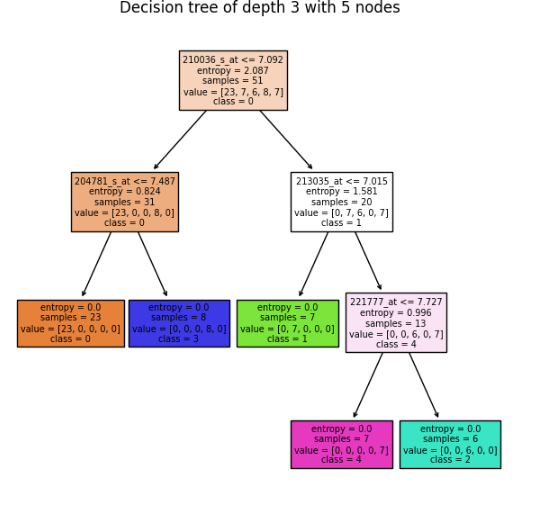 Decision tree of depth 3 with 5 nodes
210036_s_at <= 7.092
entropy = 2.087
samples = 51
value = [23, 7, 6, 8, 7]
class = 0
204781_s_at <= 7.487
entropy = 0.824
samples = 31
value = [23, 0, 0, 8, 0]
class = 0
213035_at <= 7.015
entropy = 1.581
samples = 20
value = [0, 7, 6, 0, 7]
class = 1
entropy = 0.0
samples = 23
value = [23, 0, 0, 0, 0]
class = 0
entropy = 0.0
samples = 8
value = [0, 0, 0, 8, 0]
class = 3
entropy = 0.0
samples = 7
value = [0, 7, 0, 0, 0]
class = 1
221777_at <= 7.727
entropy = 0.996
samples = 13
value = [0, 0, 6, 0, 7]
class = 4
entropy = 0.0
samples = 7
value = [0, 0, 0, 0, 7]
class = 4
entropy = 0.0
samples = 6
value = [0, 0, 6, 0, 0]
class = 2